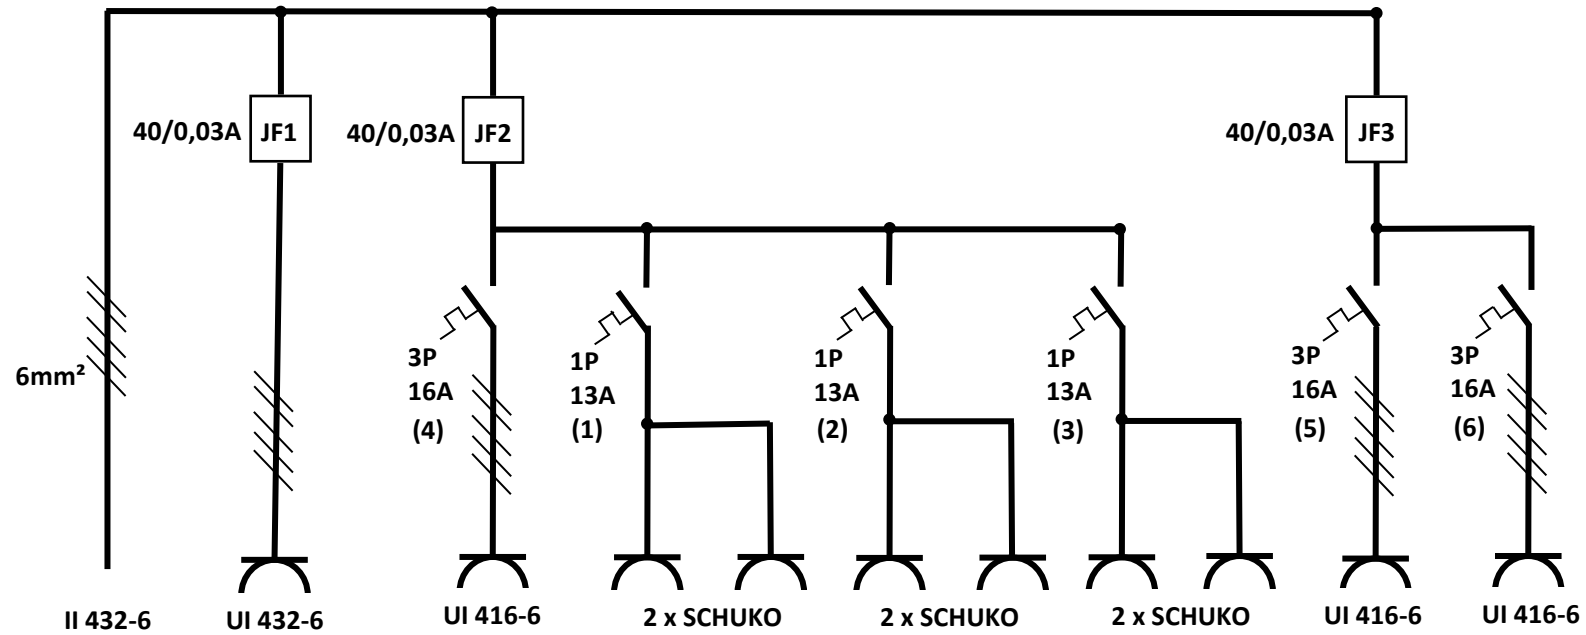 40/0,03A
JF1
40/0,03A
JF2
40/0,03A
JF3
6mm²
3P
16A
(4)
1P
13A
(1)
1P
13A
(2)
1P
13A
(3)
3P
16A
(5)
3P
16A
(6)
II 432-6
UI 432-6
UI 416-6
2 x SCHUKO
2 x SCHUKO
2 x SCHUKO
UI 416-6
UI 416-6